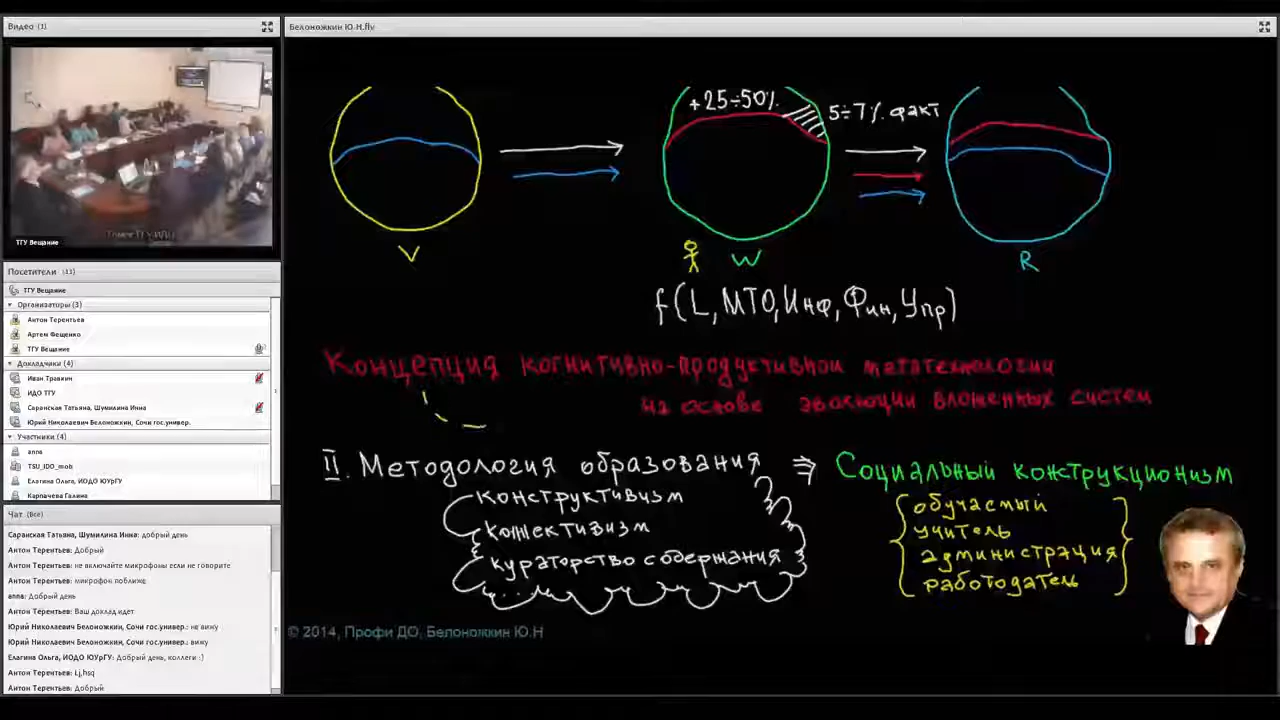 Видео (1)
ТГУ Вещание
Посетители (11)
ТГУ Вещание
Организаторы (3)
Антон Терентьев
Артем Фещенко
ТГУ Вещание
Докладчики (4)
Иван Травкин
ИДО ТГУ
Саранская Татьяна, Шумилина Инна
Юрий Николаевич Белоножкин, Сочи гос.универ.
Участники (4)
anna
TSU_IDO_mob
Елагина Ольга, ИОДО ЮУрГУ
Карпачева Галина
Чат (Все)
Саранская Татьяна, Шумилина Инна: добрый день
Антон Терентьев: Добрый
Антон Терентьев: не включайте микрофоны если не говорите
Антон Терентьев: микрофон поближе
anna: Добрый день
Антон Терентьев: Ваш доклад идет
Юрий Николаевич Белоножкин, Сочи гос.универ.: не вижу
Юрий Николаевич Белоножкин, Сочи гос.универ.: вижу
Елагина Ольга, ИОДО ЮУрГУ: Добрый день, коллеги :)
Антон Терентьев: Lj,hsq
Антон Терентьев: Добрый
Белоножкин Ю.Н.flv
+25÷50%
5÷7% факт
V
W
R
f(L, МТО, Инф, Фин, Упр)
Концепция когнитивно-продуктивной метатехнологии
на основе эволюции вложенных систем
II. Методология образования ⇒ Социальный конструкционизм
конструктивизм
коннективизм
кураторство содержания
...
обучаемый
учитель
администрация
работодатель
© 2014, Профи ДО, Белоножкин Ю.Н